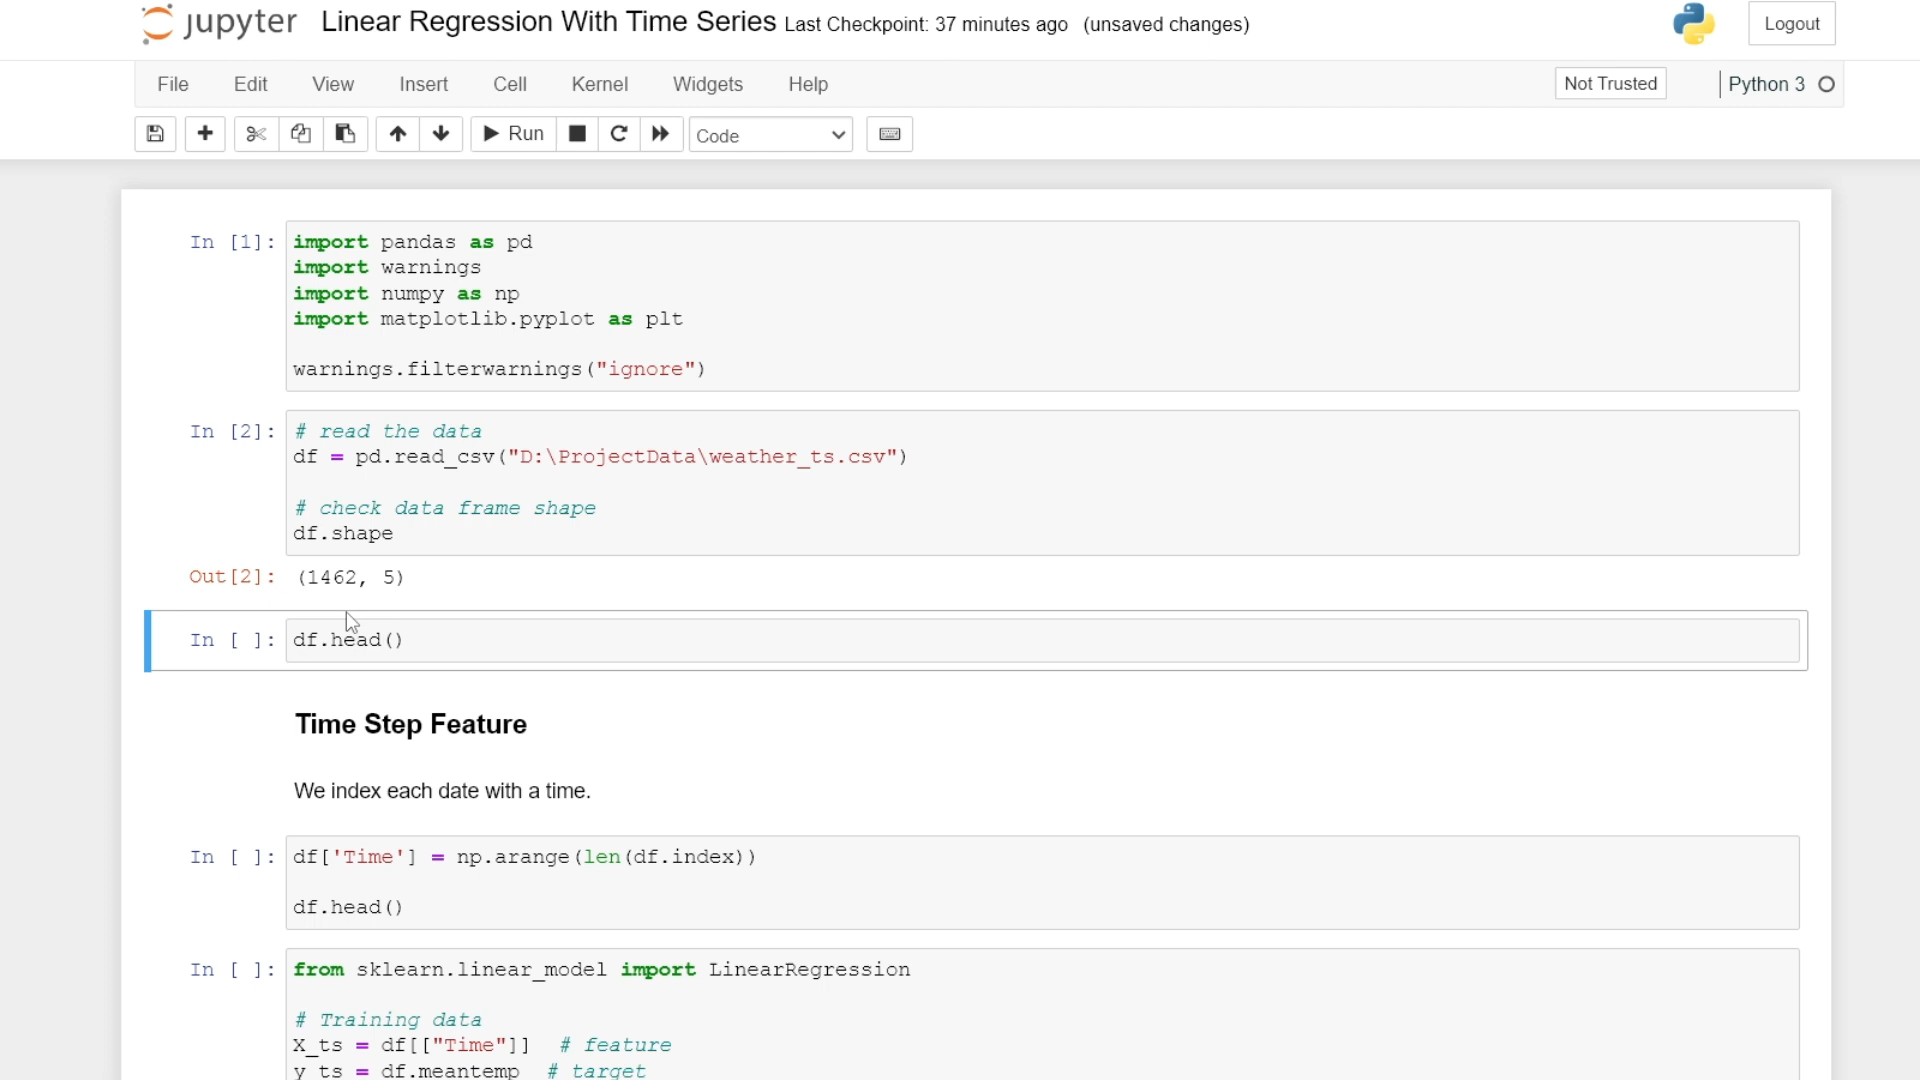 jupyter Linear Regression With Time Series Last Checkpoint: 37 minutes ago (unsaved changes) Logout
File Edit View Insert Cell Kernel Widgets Help Not Trusted Python 3
Run Code
In [1]: import pandas as pd
import warnings
import numpy as np
import matplotlib.pyplot as plt
warnings.filterwarnings("ignore")
In [2]: # read the data
df = pd.read_csv("D:\ProjectData\weather_ts.csv")
# check data frame shape
df.shape
Out[2]: (1462, 5)
In [ ]: df.head()
Time Step Feature
We index each date with a time.
In [ ]: df['Time'] = np.arange(len(df.index))
df.head()
In [ ]: from sklearn.linear_model import LinearRegression
# Training data
X_ts = df[["Time"]] # feature
y_ts = df.meantemp # target